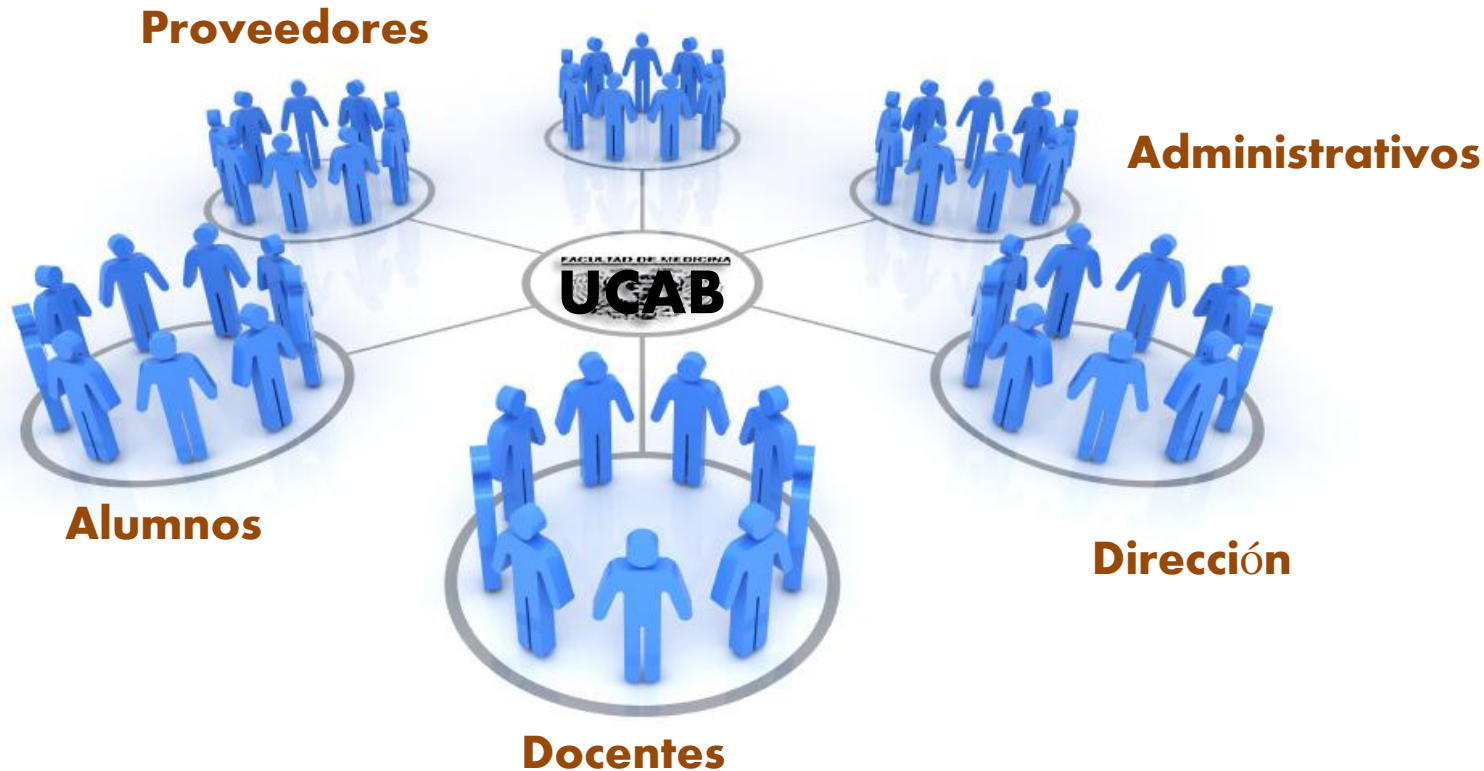 Proveedores
Administrativos
FACULTAD DE MEDICINA
UCAB
Alumnos
Dirección
Docentes